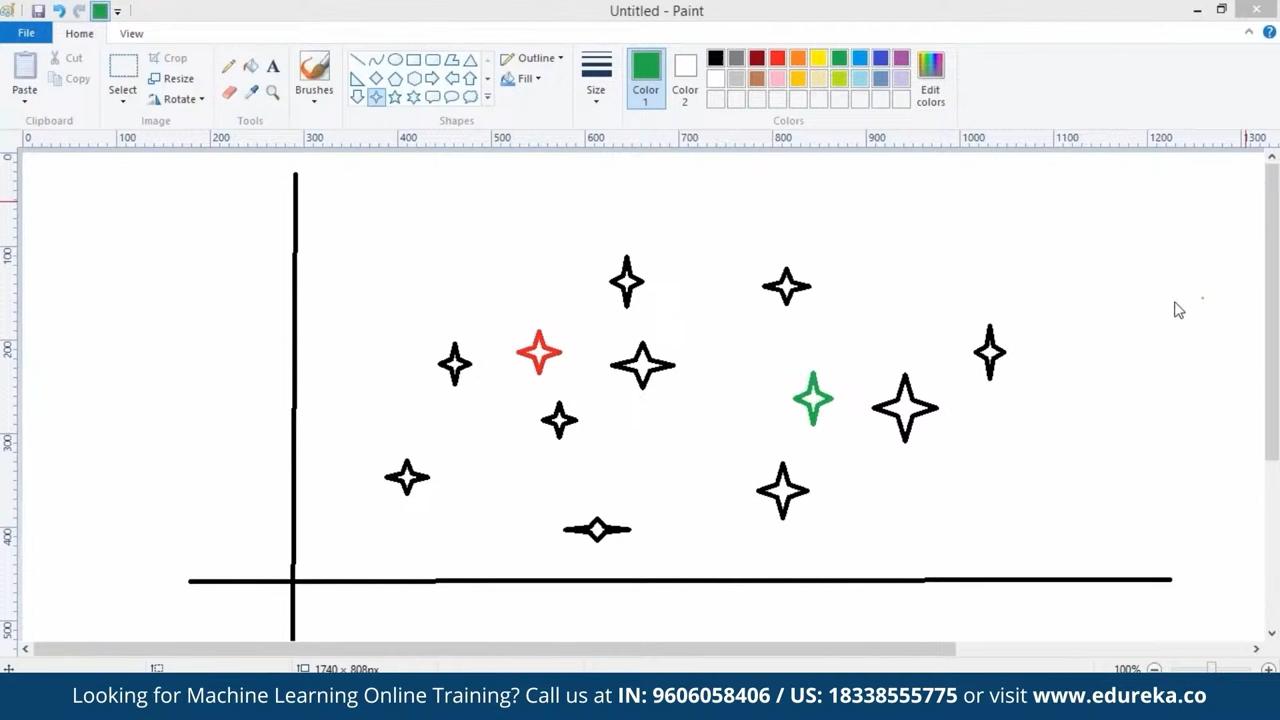 Untitled - Paint
File Home View
Paste Cut Copy
Clipboard
Select Crop Resize Rotate
Image
A
Tools
Brushes
Shapes
Outline Fill
Size
Color 1
Color 2
Edit colors
Colors
0 100 200 300 400 500 600 700 800 900 1000 1100 1200 1300
0
100
200
300
400
500
1740 × 808px 100%
Looking for Machine Learning Online Training? Call us at IN: 9606058406 / US: 18338555775 or visit www.edureka.co